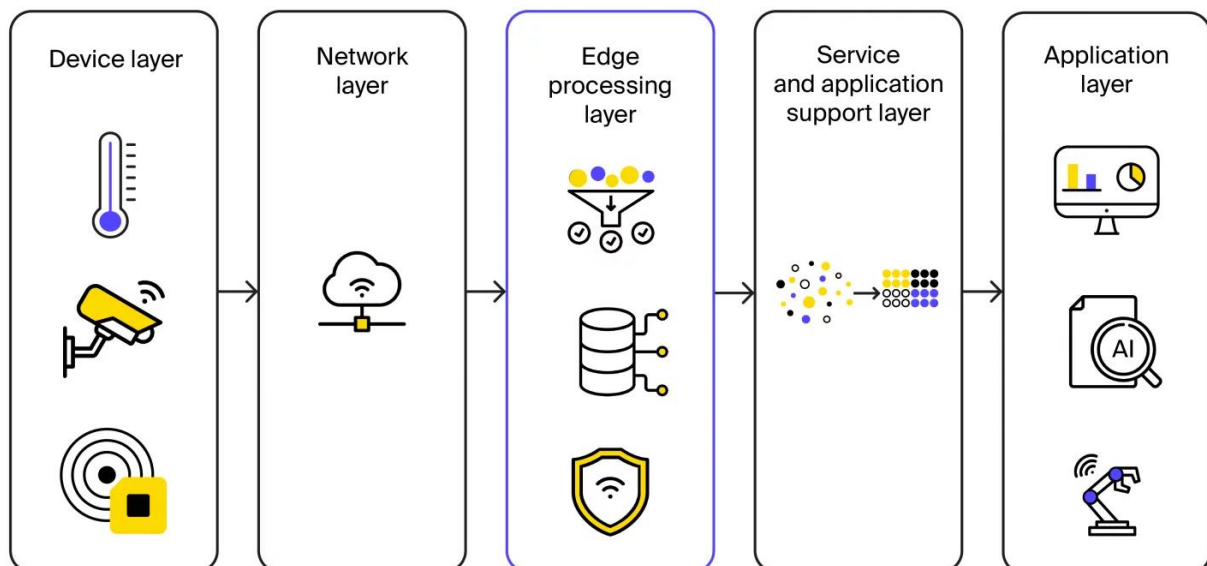 Device layer
Network
layer
Edge
processing
layer
Service
and application
support layer
Application
layer
AI